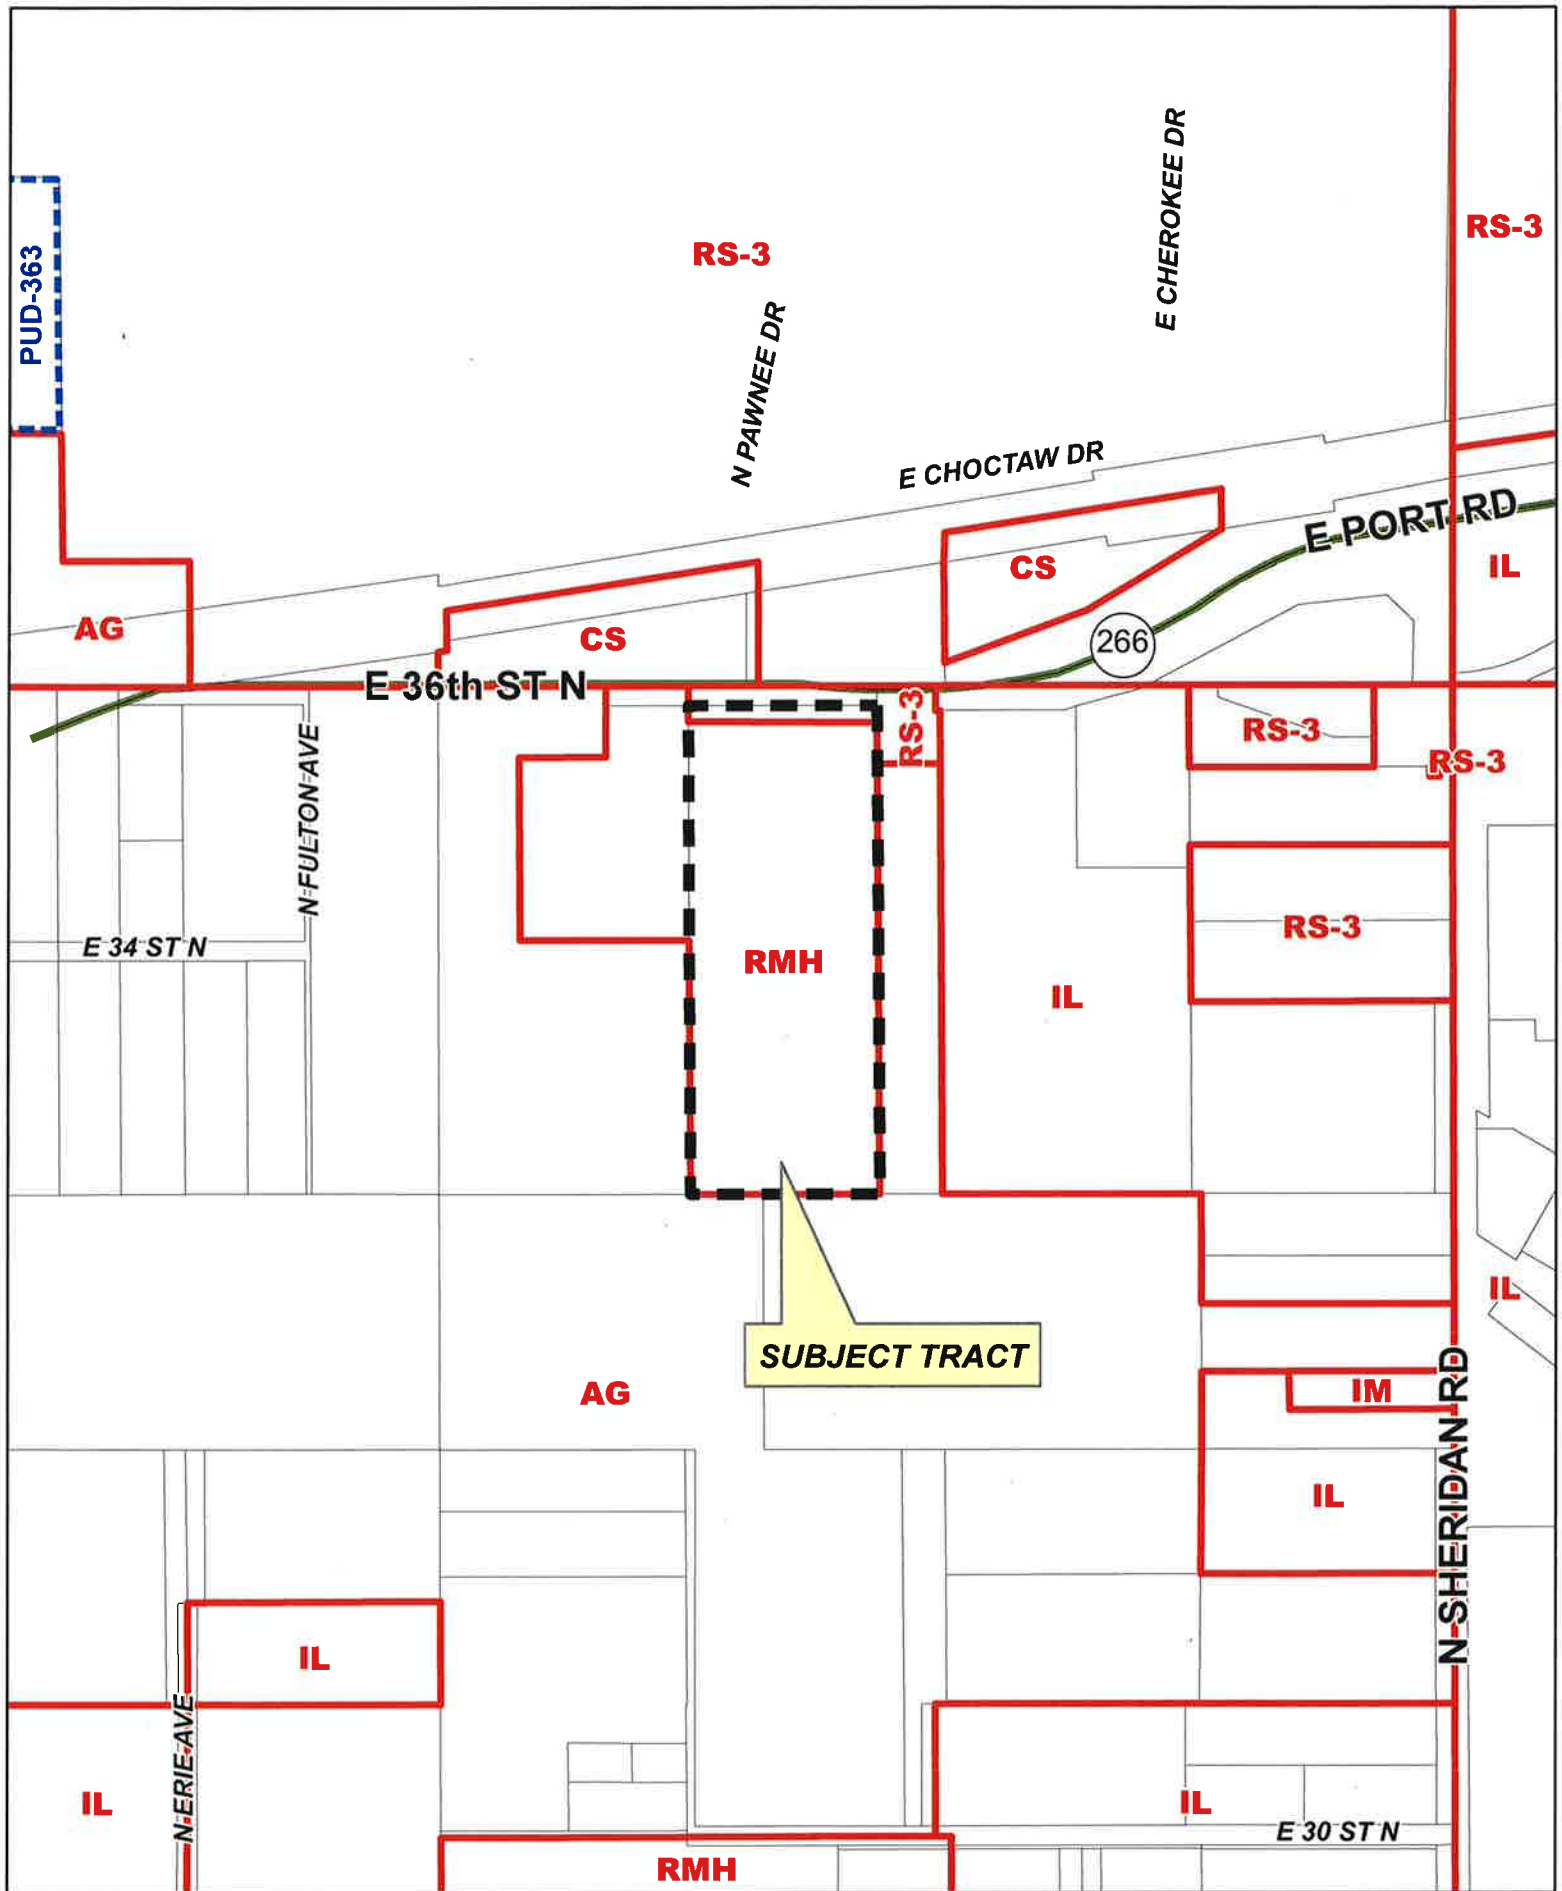 E CHEROKEE DR
RS-3
RS-3
PUD-363
N PAWNEE DR
E CHOCTAW DR
E PORT RD
CS
IL
AG
CS
266
E 36th ST N
RS-3
RS-3
RS-3
N FULTON AVE
E 34 ST N
RS-3
RMH
IL
IL
SUBJECT TRACT
AG
IM
N SHERIDAN RD
IL
IL
N ERIE AVE
IL
IL
E 30 ST N
RMH